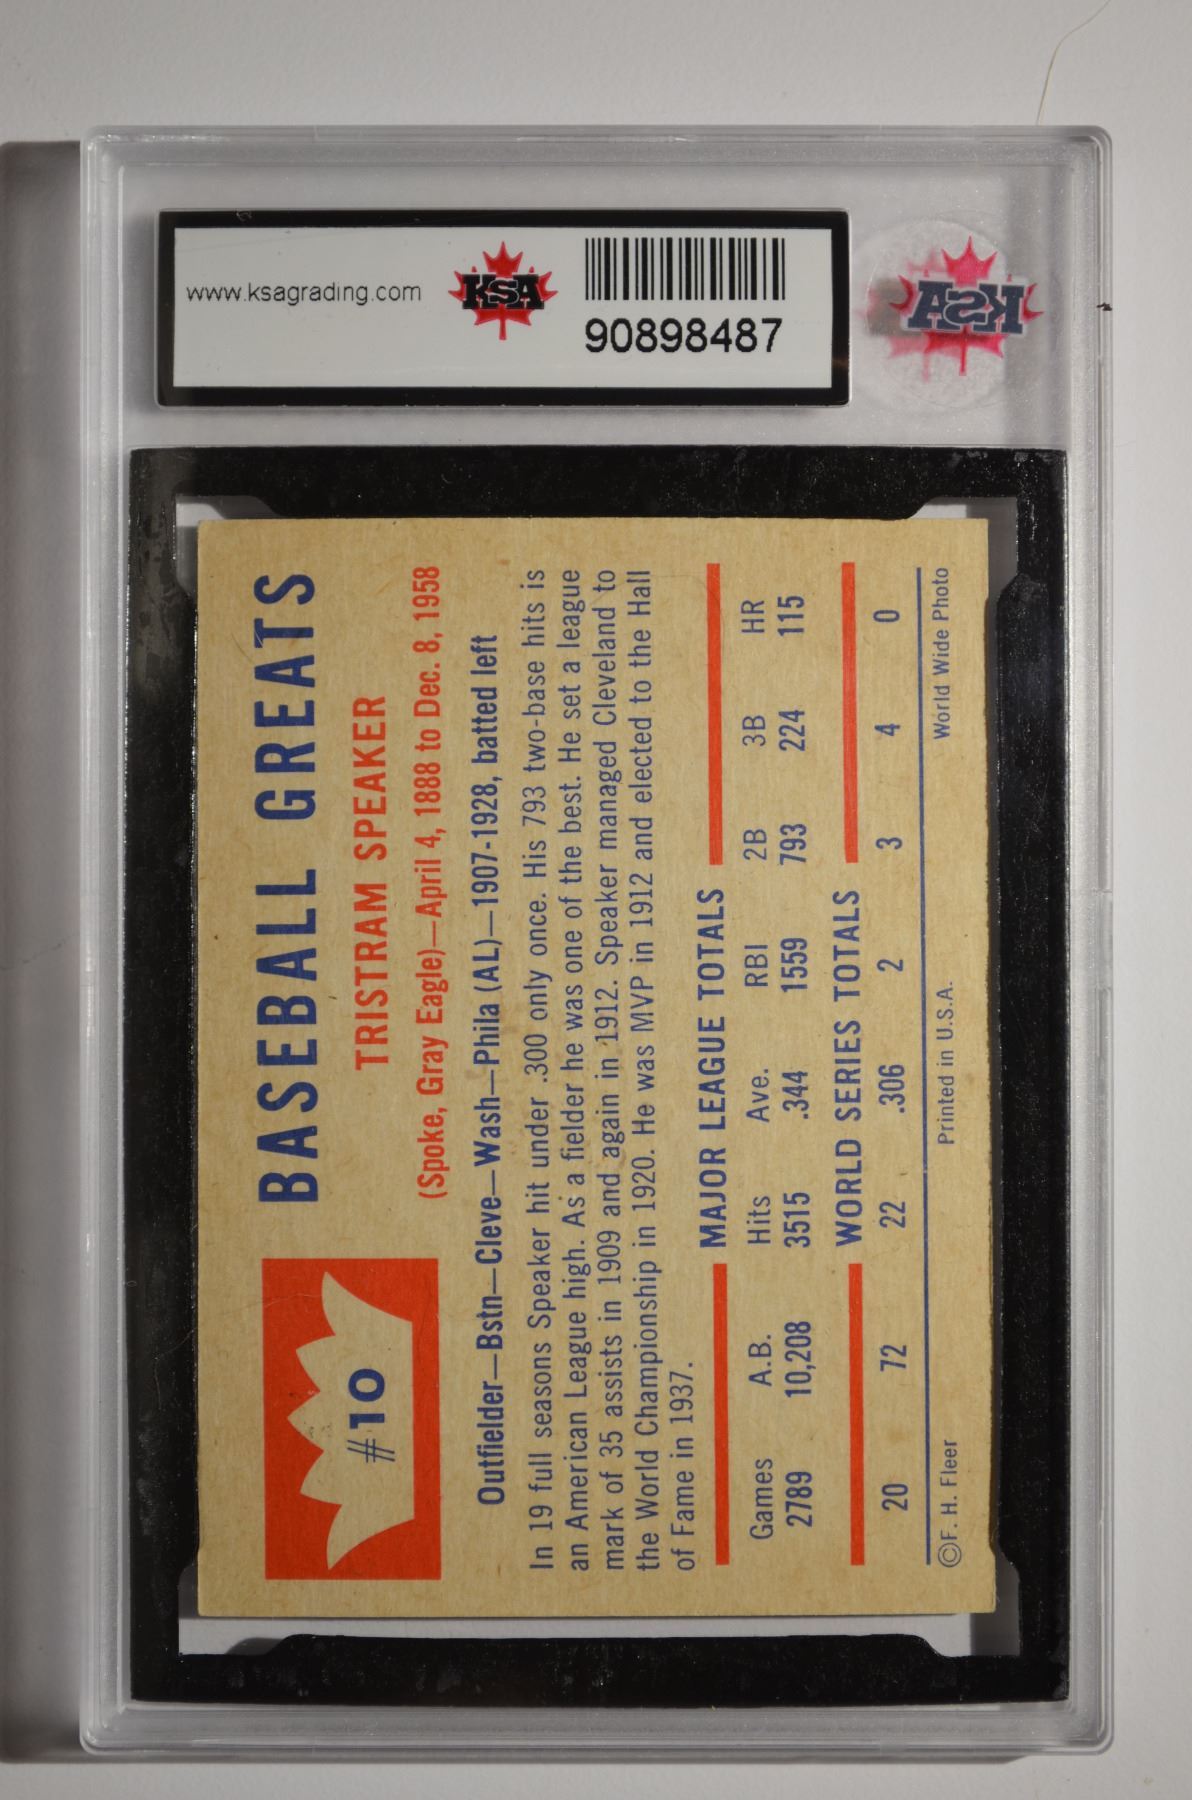 www.ksagrading.com
KSA
90898487
KSA
#10
BASEBALL GREATS
TRISTRAM SPEAKER
(Spoke, Gray Eagle)—April 4, 1888 to Dec. 8, 1958
Outfielder—Bstn—Cleve—Wash—Phila (AL)—1907-1928, batted left
In 19 full seasons Speaker hit under .300 only once. His 793 two-base hits is
an American League high. As a fielder he was one of the best. He set a league
mark of 35 assists in 1909 and again in 1912. Speaker managed Cleveland to
the World Championship in 1920. He was MVP in 1912 and elected to the Hall
of Fame in 1937.
MAJOR LEAGUE TOTALS
Games A.B. Hits Ave. RBI 2B 3B HR
2789 10,208 3515 .344 1559 793 224 115
WORLD SERIES TOTALS
20 72 22 .306 2 3 4 0
©F. H. Fleer Printed in U.S.A. World Wide Photo